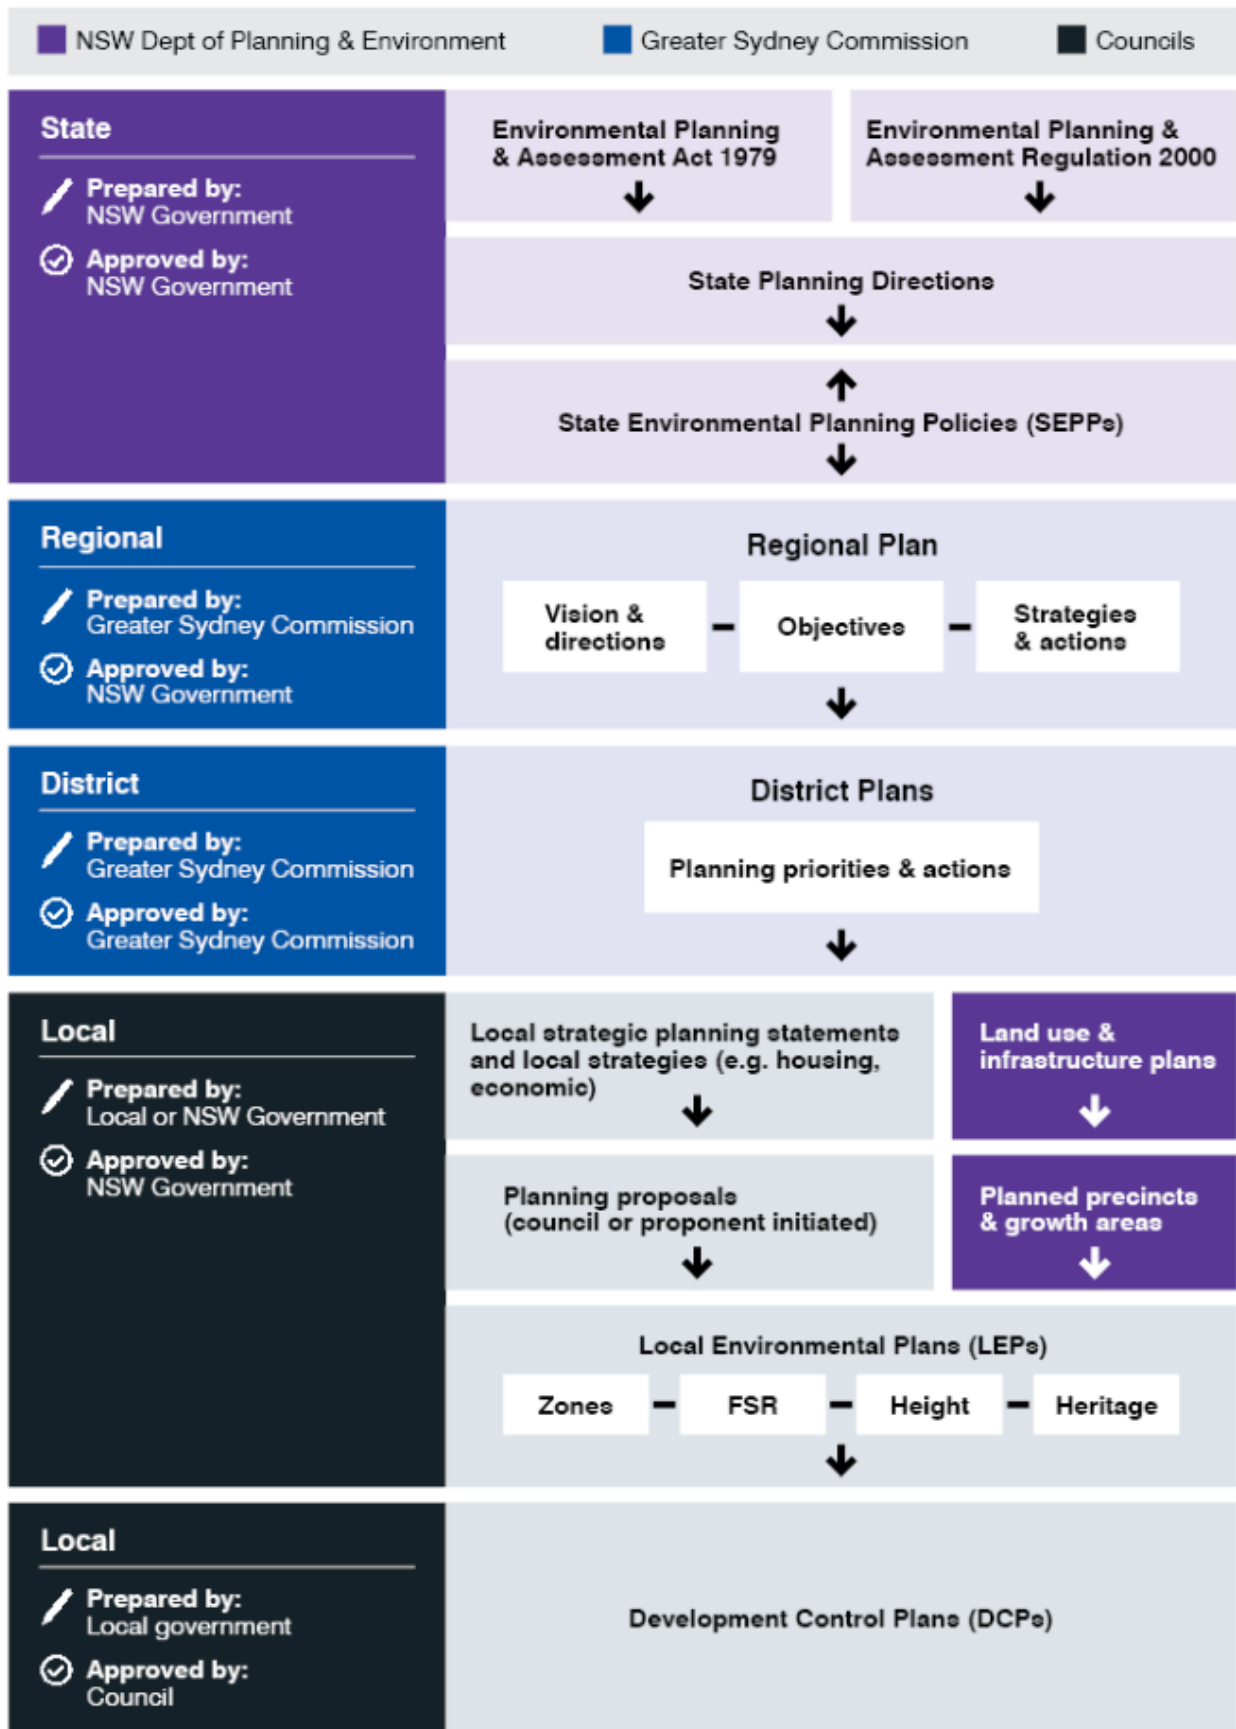 NSW Dept of Planning & Environment
Greater Sydney Commission
Councils
State
Prepared by:
NSW Government
Approved by:
NSW Government
Environmental Planning
& Assessment Act 1979
Environmental Planning &
Assessment Regulation 2000
State Planning Directions
State Environmental Planning Policies (SEPPs)
Regional
Prepared by:
Greater Sydney Commission
Approved by:
NSW Government
Regional Plan
Vision &
directions
Objectives
Strategies
& actions
District
Prepared by:
Greater Sydney Commission
Approved by:
Greater Sydney Commission
District Plans
Planning priorities & actions
Local
Prepared by:
Local or NSW Government
Approved by:
NSW Government
Local strategic planning statements
and local strategies (e.g. housing,
economic)
Land use &
infrastructure plans
Planning proposals
(council or proponent initiated)
Planned precincts
& growth areas
Local Environmental Plans (LEPs)
Zones
FSR
Height
Heritage
Local
Prepared by:
Local government
Approved by:
Council
Development Control Plans (DCPs)